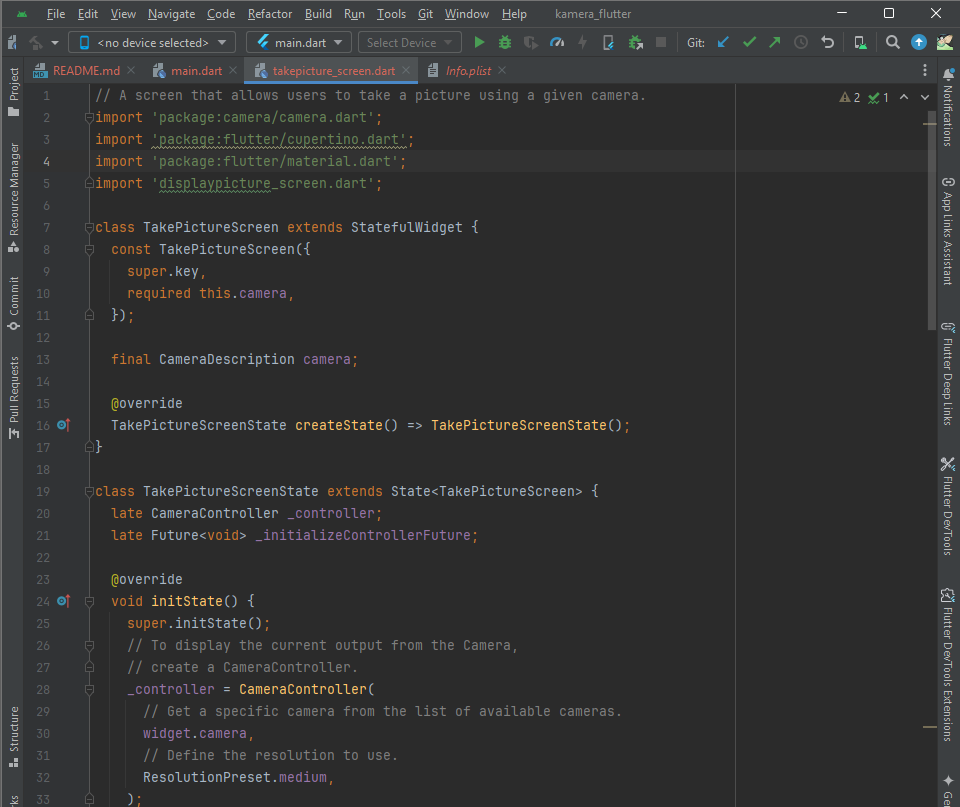 File Edit View Navigate Code Refactor Build Run Tools Git Window Help kamera_flutter
<no device selected> main.dart Select Device Git:
README.md main.dart takepicture_screen.dart Info.plist
2 1
1 // A screen that allows users to take a picture using a given camera.
2 import 'package:camera/camera.dart';
3 import 'package:flutter/cupertino.dart';
4 import 'package:flutter/material.dart';
5 import 'displaypicture_screen.dart';
6
7 class TakePictureScreen extends StatefulWidget {
8 const TakePictureScreen({
9 super.key,
10 required this.camera,
11 });
12
13 final CameraDescription camera;
14
15 @override
16 TakePictureScreenState createState() => TakePictureScreenState();
17 }
18
19 class TakePictureScreenState extends State<TakePictureScreen> {
20 late CameraController _controller;
21 late Future<void> _initializeControllerFuture;
22
23 @override
24 void initState() {
25 super.initState();
26 // To display the current output from the Camera,
27 // create a CameraController.
28 _controller = CameraController(
29 // Get a specific camera from the list of available cameras.
30 widget.camera,
31 // Define the resolution to use.
32 ResolutionPreset.medium,
33 );
Project
Resource Manager
Commit
Pull Requests
Structure
Notifications
App Links Assistant
Flutter Deep Links
Flutter DevTools
Flutter DevTools Extensions